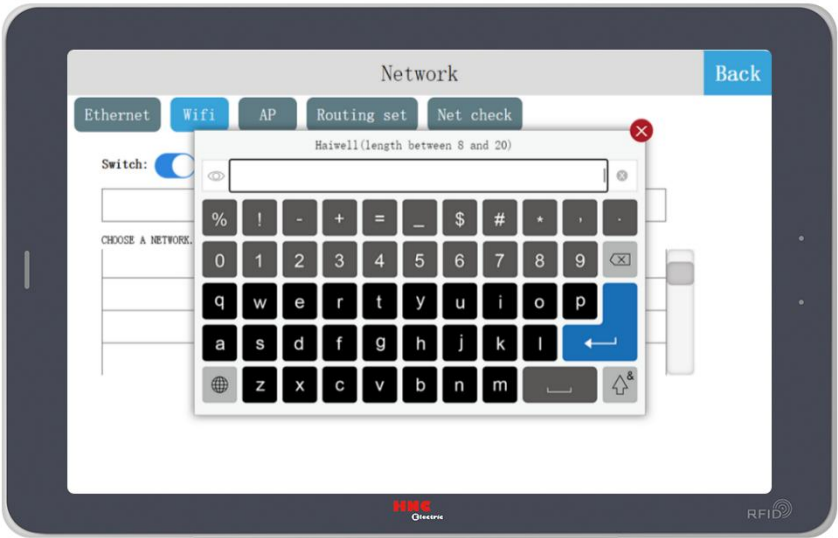 Network
Back
Ethernet
Wifi
AP
Routing set
Net check
Haiwell(length between 8 and 20)
Switch:
CHOOSE A NETWORK.
% ! - + = _ $ # * , .
0 1 2 3 4 5 6 7 8 9
q w e r t y u i o p
a s d f g h j k l
z x c v b n m
&
HNC
Electric
RFID